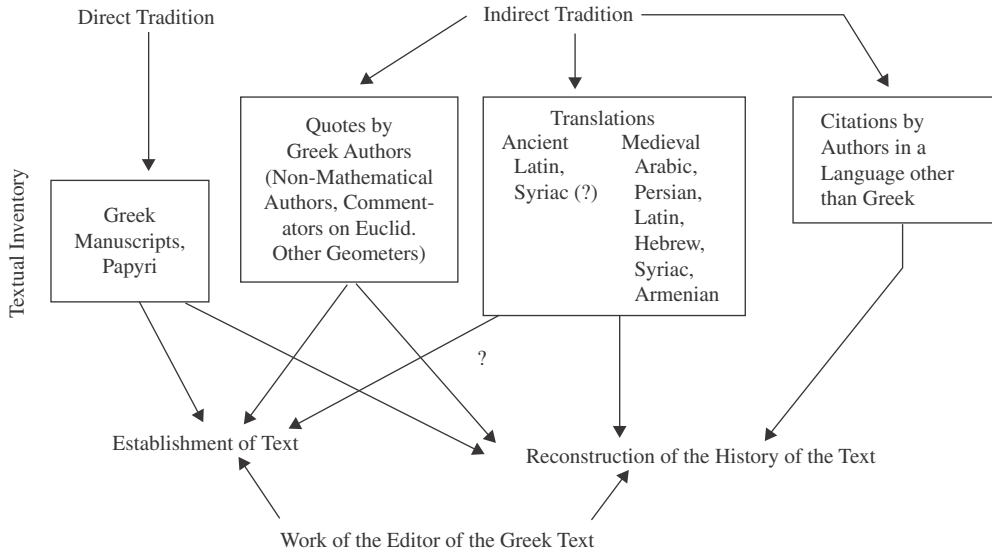 Direct Tradition
Indirect Tradition
Textual Inventory
Greek
Manuscripts,
Papyri
Quotes by
Greek Authors
(Non-Mathematical
Authors, Comment-
ators on Euclid.
Other Geometers)
Translations
Ancient
Latin,
Syriac (?)
Medieval
Arabic,
Persian,
Latin,
Hebrew,
Syriac,
Armenian
Citations by
Authors in a
Language other
than Greek
?
Establishment of Text
Reconstruction of the History of the Text
Work of the Editor of the Greek Text